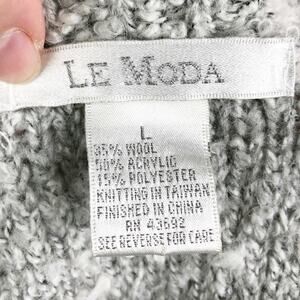 LE MODA
L
35% WOOL
50% ACRYLIC
15% POLYESTER
KNITTING IN TAIWAN
FINISHED IN CHINA
RN 43692
SEE REVERSE FOR CARE